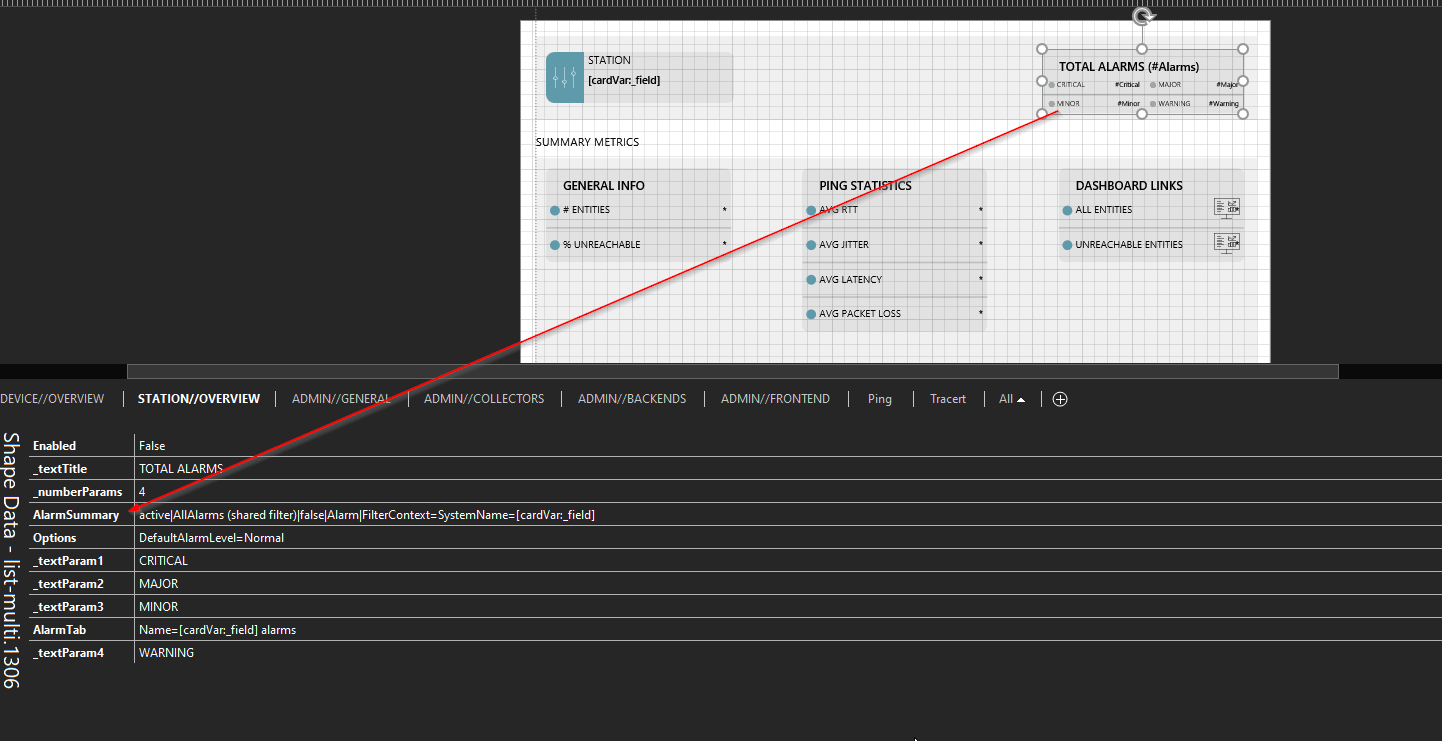 STATION
[cardVar:_field]
TOTAL ALARMS (#Alarms)
CRITICAL #Critical MAJOR #Major
MINOR #Minor WARNING #Warning
SUMMARY METRICS
GENERAL INFO
# ENTITIES *
% UNREACHABLE *
PING STATISTICS
AVG RTT *
AVG JITTER *
AVG LATENCY *
AVG PACKET LOSS *
DASHBOARD LINKS
ALL ENTITIES *
UNREACHABLE ENTITIES *
DEVICE//OVERVIEW STATION//OVERVIEW ADMIN//GENERAL ADMIN//COLLECTORS ADMIN//BACKENDS ADMIN//FRONTEND Ping Tracert All
Shape Data - list-multi.1306
Enabled False
_textTitle TOTAL ALARMS
_numberParams 4
AlarmSummary active|AllAlarms (shared filter)|false|Alarm|FilterContext=SystemName=[cardVar:_field]
Options DefaultAlarmLevel=Normal
_textParam1 CRITICAL
_textParam2 MAJOR
_textParam3 MINOR
AlarmTab Name=[cardVar:_field] alarms
_textParam4 WARNING